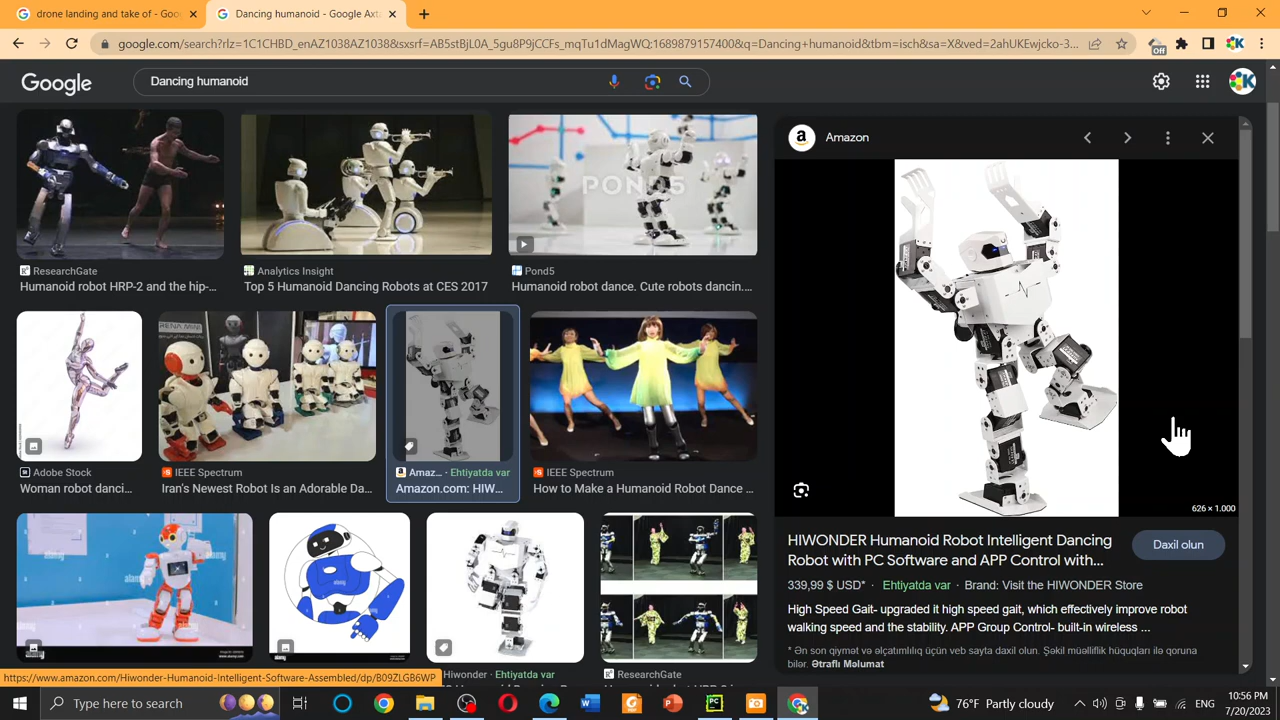 drone landing and take of - Goo
Dancing humanoid - Google Axta
google.com/search?rlz=1C1CHBD_enAZ1038AZ1038&sxsrf=AB5stBjL04_5gu8P9jCCFs_mqTu1dMagWQ:1689879157400&q=Dancing+humanoid&tbm=isch&sa=X&ved=2ahUKEwjcko-3...
Off
Google
Dancing humanoid
ResearchGate
Humanoid robot HRP-2 and the hip-...
Analytics Insight
Top 5 Humanoid Dancing Robots at CES 2017
POND5
Pond5
Humanoid robot dance. Cute robots dancin...
Adobe Stock
Woman robot danci...
IEEE Spectrum
Iran's Newest Robot Is an Adorable Da...
Amaz... · Ehtiyatda var
Amazon.com: HIW...
IEEE Spectrum
How to Make a Humanoid Robot Dance ...
alamy
Hiwonder · Ehtiyatda var
ResearchGate
Amazon
626 × 1.000
HIWONDER Humanoid Robot Intelligent Dancing
Robot with PC Software and APP Control with...
Daxil olun
339,99 $ USD* · Ehtiyatda var · Brand: Visit the HIWONDER Store
High Speed Gait- upgraded it high speed gait, which effectively improve robot
walking speed and the stability. APP Group Control- built-in wireless ...
* Ən son qiymət və əlçatımlılıq üçün veb sayta daxil olun. Şəkil müəlliflik hüquqları ilə qoruna
bilər. Ətraflı Məlumat
https://www.amazon.com/Hiwonder-Humanoid-Intelligent-Software-Assembled/dp/B09ZLGB6WP
Type here to search
76°F Partly cloudy
ENG
10:56 PM
7/20/2023